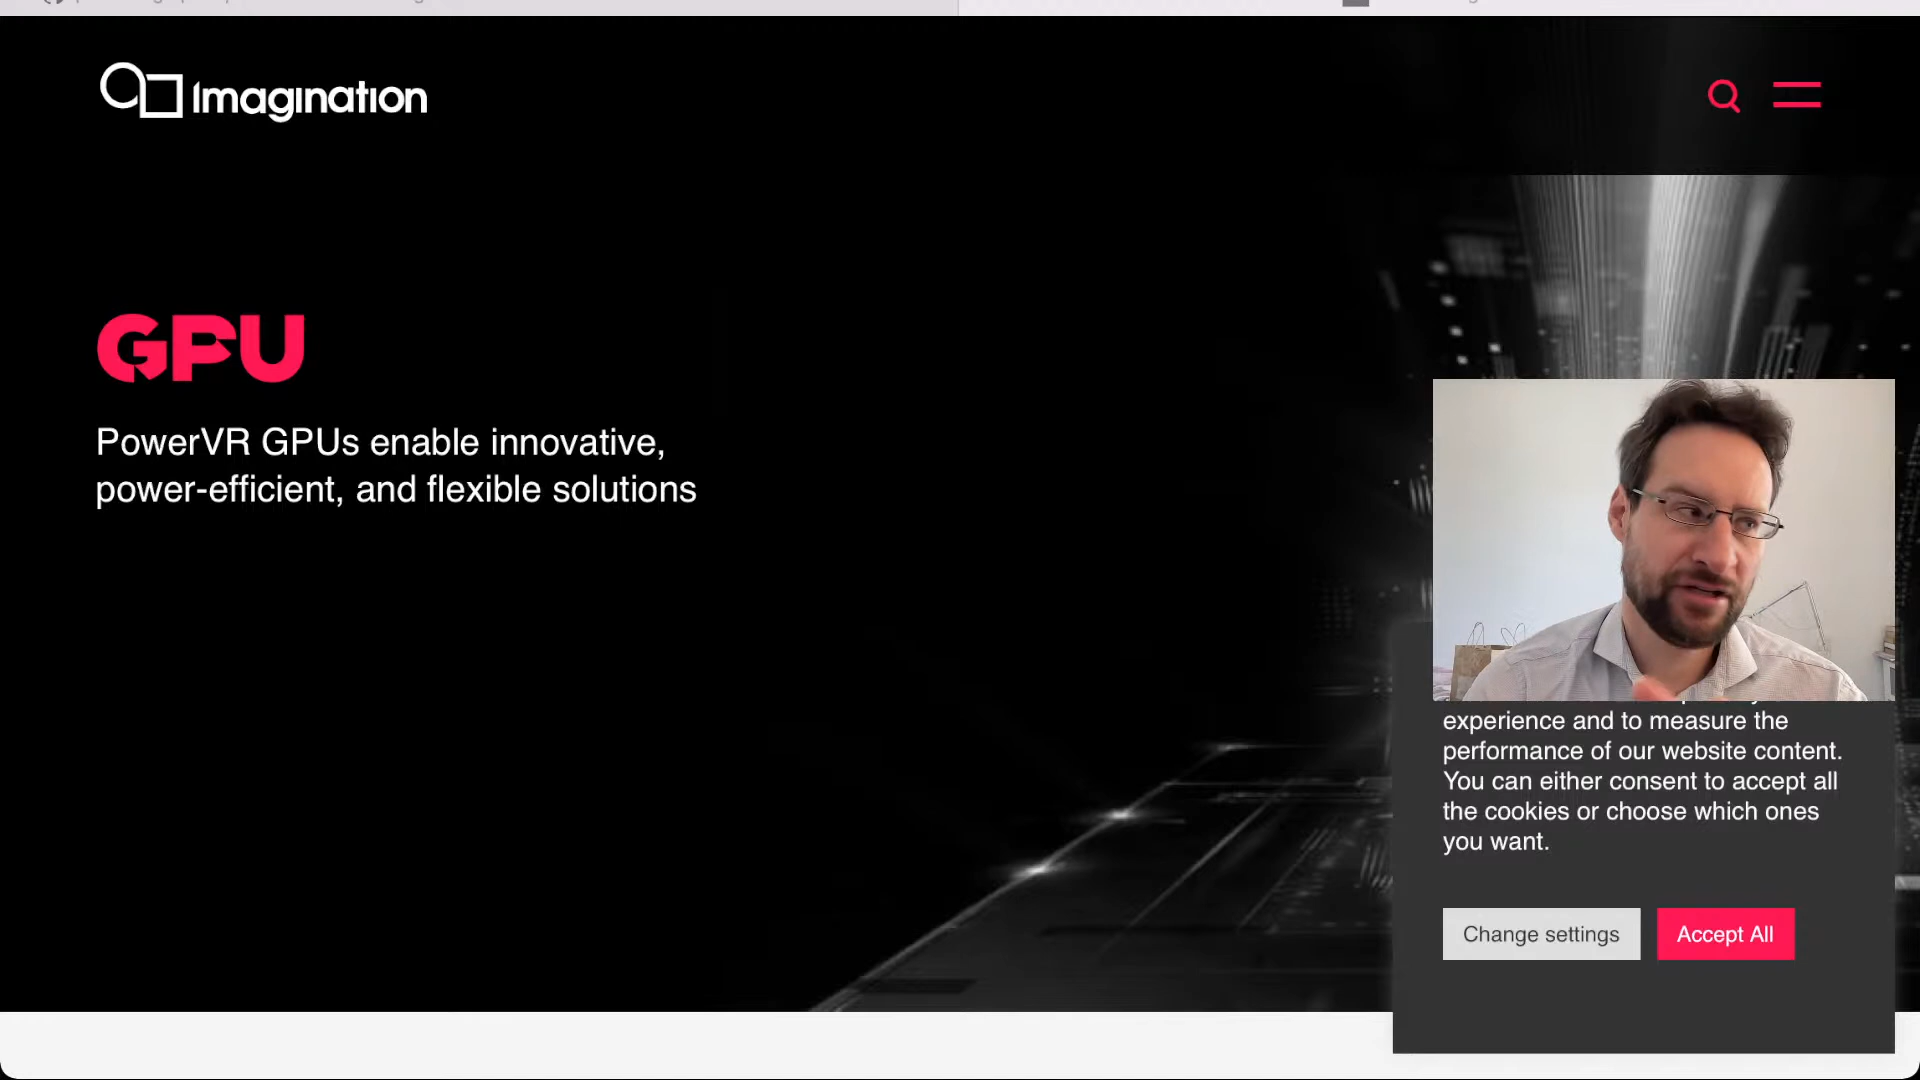 Imagination
GPU
PowerVR GPUs enable innovative,
power-efficient, and flexible solutions
experience and to measure the
performance of our website content.
You can either consent to accept all
the cookies or choose which ones
you want.
Change settings
Accept All